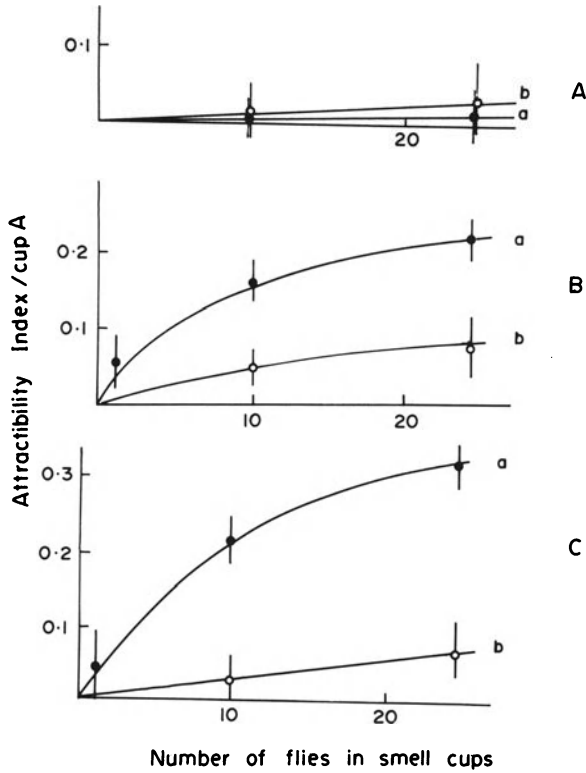 0·1
b
a
A
20
Attractibility Index/cup A
0·2
a
0·1
B
b
10
20
0·3
a
0·2
C
0·1
b
10
20
Number of flies in smell cups